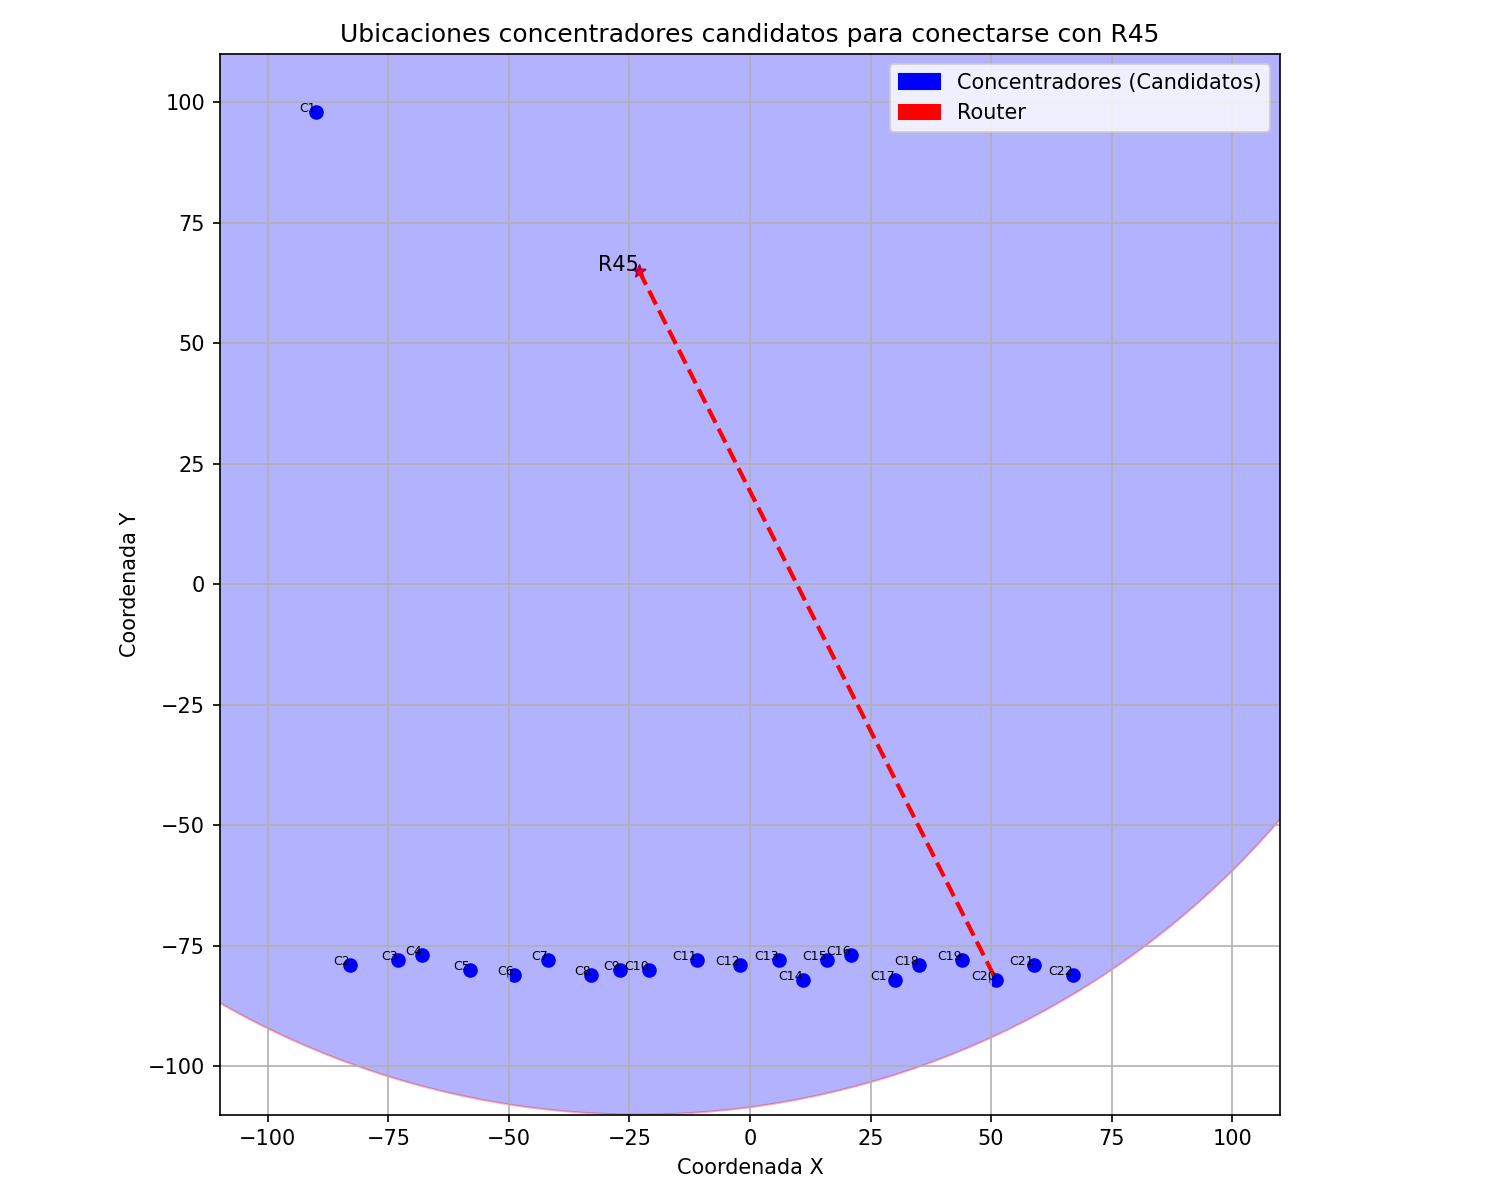 Ubicaciones concentradores candidatos para conectarse con R45
Concentradores (Candidatos)
Router
100
75
50
25
0
−25
−50
−75
−100
Coordenada Y
C1
R45
C2
C3
C4
C5
C6
C7
C8
C9
C10
C11
C12
C13
C14
C15
C16
C17
C18
C19
C20
C21
C22
−100
−75
−50
−25
0
25
50
75
100
Coordenada X